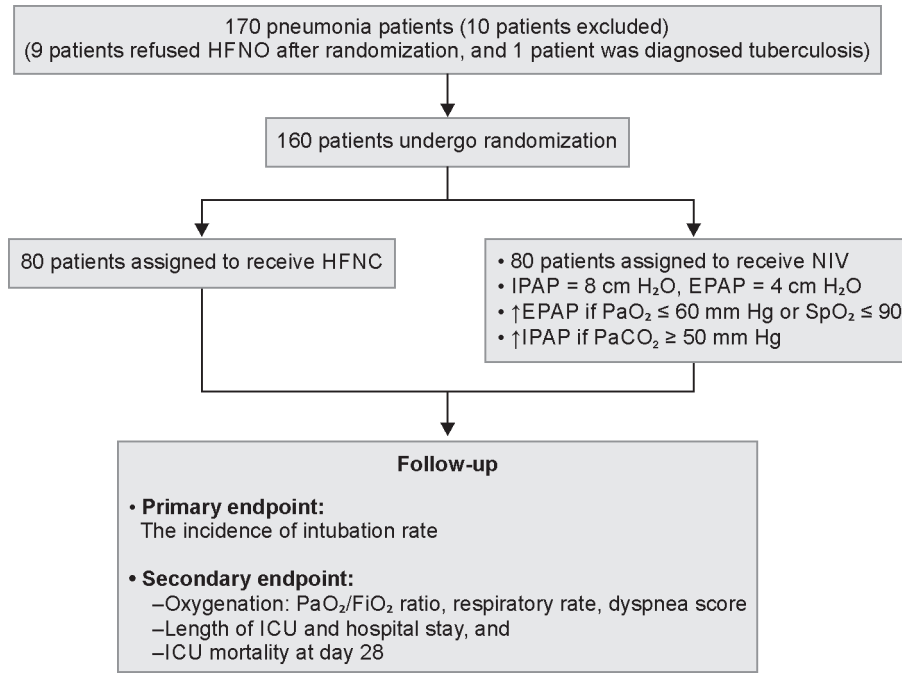 170 pneumonia patients (10 patients excluded)
(9 patients refused HFNO after randomization, and 1 patient was diagnosed tuberculosis)
160 patients undergo randomization
80 patients assigned to receive HFNC
• 80 patients assigned to receive NIV
• IPAP = 8 cm H₂O, EPAP = 4 cm H₂O
• ↑EPAP if PaO₂ ≤ 60 mm Hg or SpO₂ ≤ 90
• ↑IPAP if PaCO₂ ≥ 50 mm Hg
Follow-up
• Primary endpoint:
The incidence of intubation rate
• Secondary endpoint:
–Oxygenation: PaO₂/FiO₂ ratio, respiratory rate, dyspnea score
–Length of ICU and hospital stay, and
–ICU mortality at day 28